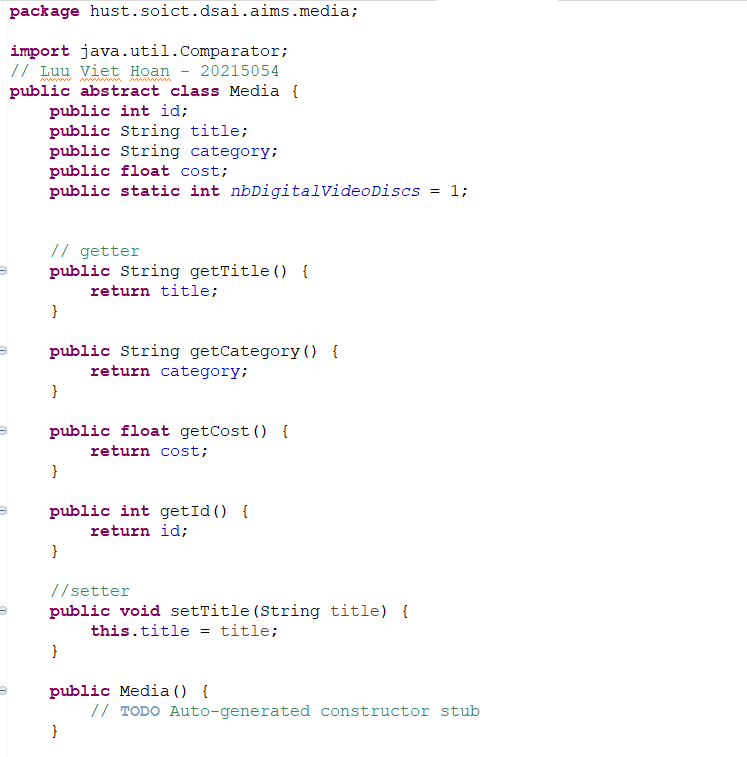 package hust.soict.dsai.aims.media;
import java.util.Comparator;
// Luu Viet Hoan - 20215054
public abstract class Media {
public int id;
public String title;
public String category;
public float cost;
public static int nbDigitalVideoDiscs = 1;
// getter
public String getTitle() {
return title;
}
public String getCategory() {
return category;
}
public float getCost() {
return cost;
}
public int getId() {
return id;
}
//setter
public void setTitle(String title) {
this.title = title;
}
public Media() {
// TODO Auto-generated constructor stub
}